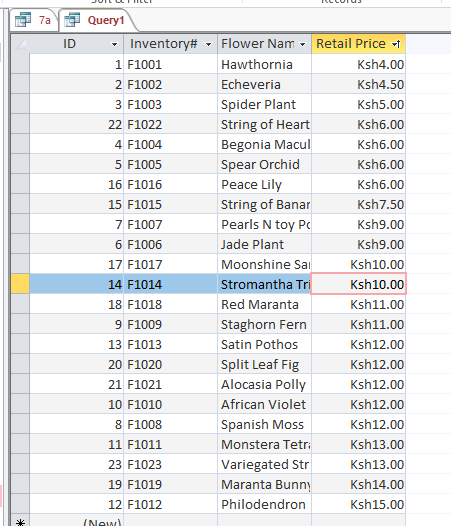 Sort & Filter Records
7a Query1
ID Inventory# Flower Nam Retail Price
1 F1001 Hawthornia Ksh4.00
2 F1002 Echeveria Ksh4.50
3 F1003 Spider Plant Ksh5.00
22 F1022 String of Heart Ksh6.00
4 F1004 Begonia Macul Ksh6.00
5 F1005 Spear Orchid Ksh6.00
16 F1016 Peace Lily Ksh6.00
15 F1015 String of Banar Ksh7.50
7 F1007 Pearls N toy Po Ksh9.00
6 F1006 Jade Plant Ksh9.00
17 F1017 Moonshine Sar Ksh10.00
14 F1014 Stromantha Tri Ksh10.00
18 F1018 Red Maranta Ksh11.00
9 F1009 Staghorn Fern Ksh11.00
13 F1013 Satin Pothos Ksh12.00
20 F1020 Split Leaf Fig Ksh12.00
21 F1021 Alocasia Polly Ksh12.00
10 F1010 African Violet Ksh12.00
8 F1008 Spanish Moss Ksh12.00
11 F1011 Monstera Tetra Ksh13.00
23 F1023 Variegated Str Ksh13.00
19 F1019 Maranta Bunny Ksh14.00
12 F1012 Philodendron Ksh15.00
(New)